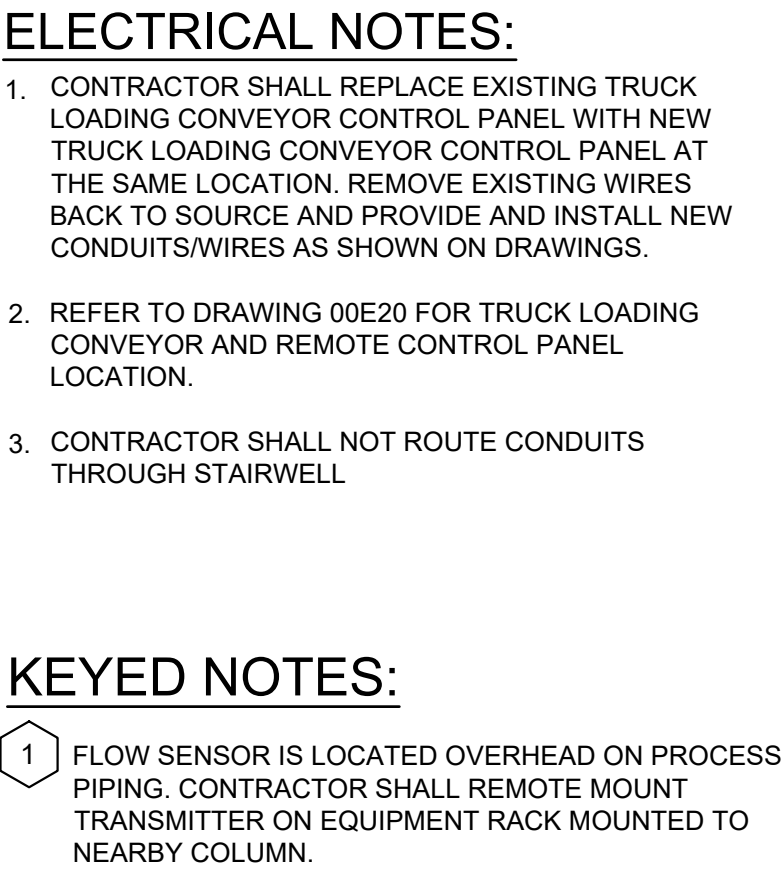 ELECTRICAL NOTES:
1. CONTRACTOR SHALL REPLACE EXISTING TRUCK
LOADING CONVEYOR CONTROL PANEL WITH NEW
TRUCK LOADING CONVEYOR CONTROL PANEL AT
THE SAME LOCATION. REMOVE EXISTING WIRES
BACK TO SOURCE AND PROVIDE AND INSTALL NEW
CONDUITS/WIRES AS SHOWN ON DRAWINGS.
2. REFER TO DRAWING 00E20 FOR TRUCK LOADING
CONVEYOR AND REMOTE CONTROL PANEL
LOCATION.
3. CONTRACTOR SHALL NOT ROUTE CONDUITS
THROUGH STAIRWELL
KEYED NOTES:
1 FLOW SENSOR IS LOCATED OVERHEAD ON PROCESS
PIPING. CONTRACTOR SHALL REMOTE MOUNT
TRANSMITTER ON EQUIPMENT RACK MOUNTED TO
NEARBY COLUMN.